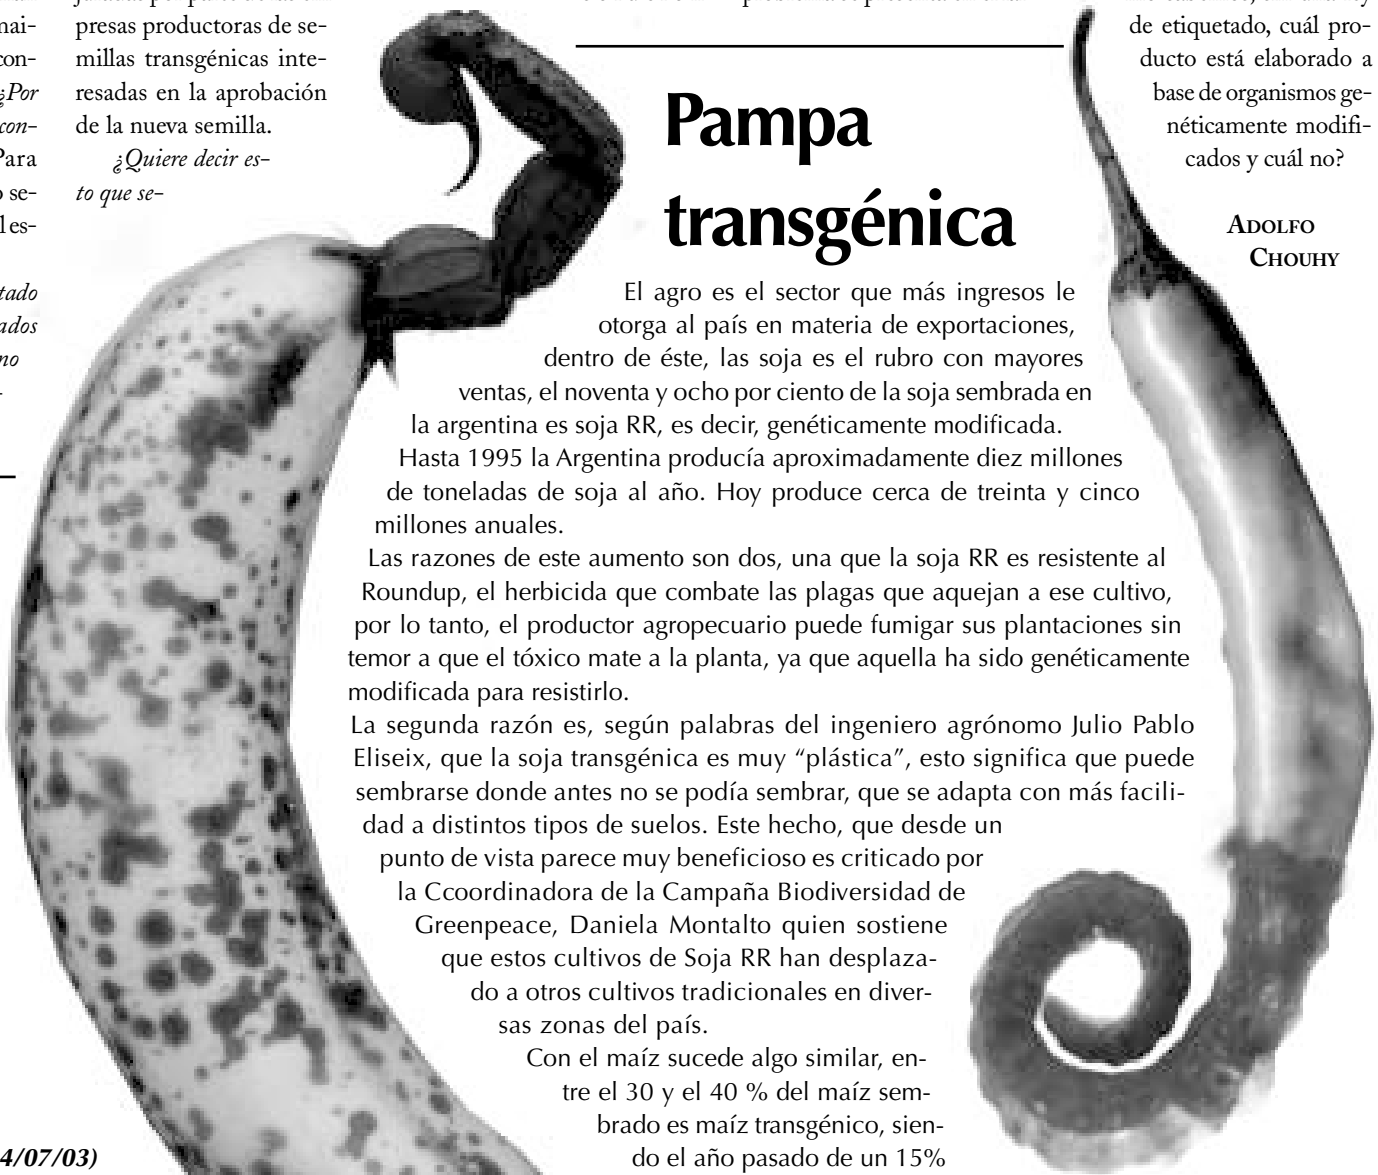 presas productoras de se-
millas transgénicas inte-
resadas en la aprobación
de la nueva semilla.
¿Quiere decir es-
to que se-
Pampa
transgénica
El agro es el sector que más ingresos le
otorga al país en materia de exportaciones,
dentro de éste, las soja es el rubro con mayores
ventas, el noventa y ocho por ciento de la soja sembrada en
la argentina es soja RR, es decir, genéticamente modificada.
Hasta 1995 la Argentina producía aproximadamente diez millones
de toneladas de soja al año. Hoy produce cerca de treinta y cinco
millones anuales.
Las razones de este aumento son dos, una que la soja RR es resistente al
Roundup, el herbicida que combate las plagas que aquejan a ese cultivo,
por lo tanto, el productor agropecuario puede fumigar sus plantaciones sin
temor a que el tóxico mate a la planta, ya que aquella ha sido genéticamente
modificada para resistirlo.
La segunda razón es, según palabras del ingeniero agrónomo Julio Pablo
Eliseix, que la soja transgénica es muy “plástica”, esto significa que puede
sembrarse donde antes no se podía sembrar, que se adapta con más facili-
dad a distintos tipos de suelos. Este hecho, que desde un
punto de vista parece muy beneficioso es criticado por
la Ccoordinadora de la Campaña Biodiversidad de
Greenpeace, Daniela Montalto quien sostiene
que estos cultivos de Soja RR han desplaza-
do a otros cultivos tradicionales en diver-
sas zonas del país.
Con el maíz sucede algo similar, en-
tre el 30 y el 40 % del maíz sem-
brado es maíz transgénico, sien-
do el año pasado de un 15%
de etiquetado, cuál pro-
ducto está elaborado a
base de organismos ge-
néticamente modifi-
cados y cuál no?
ADOLFO
CHOUHY
4/07/03)